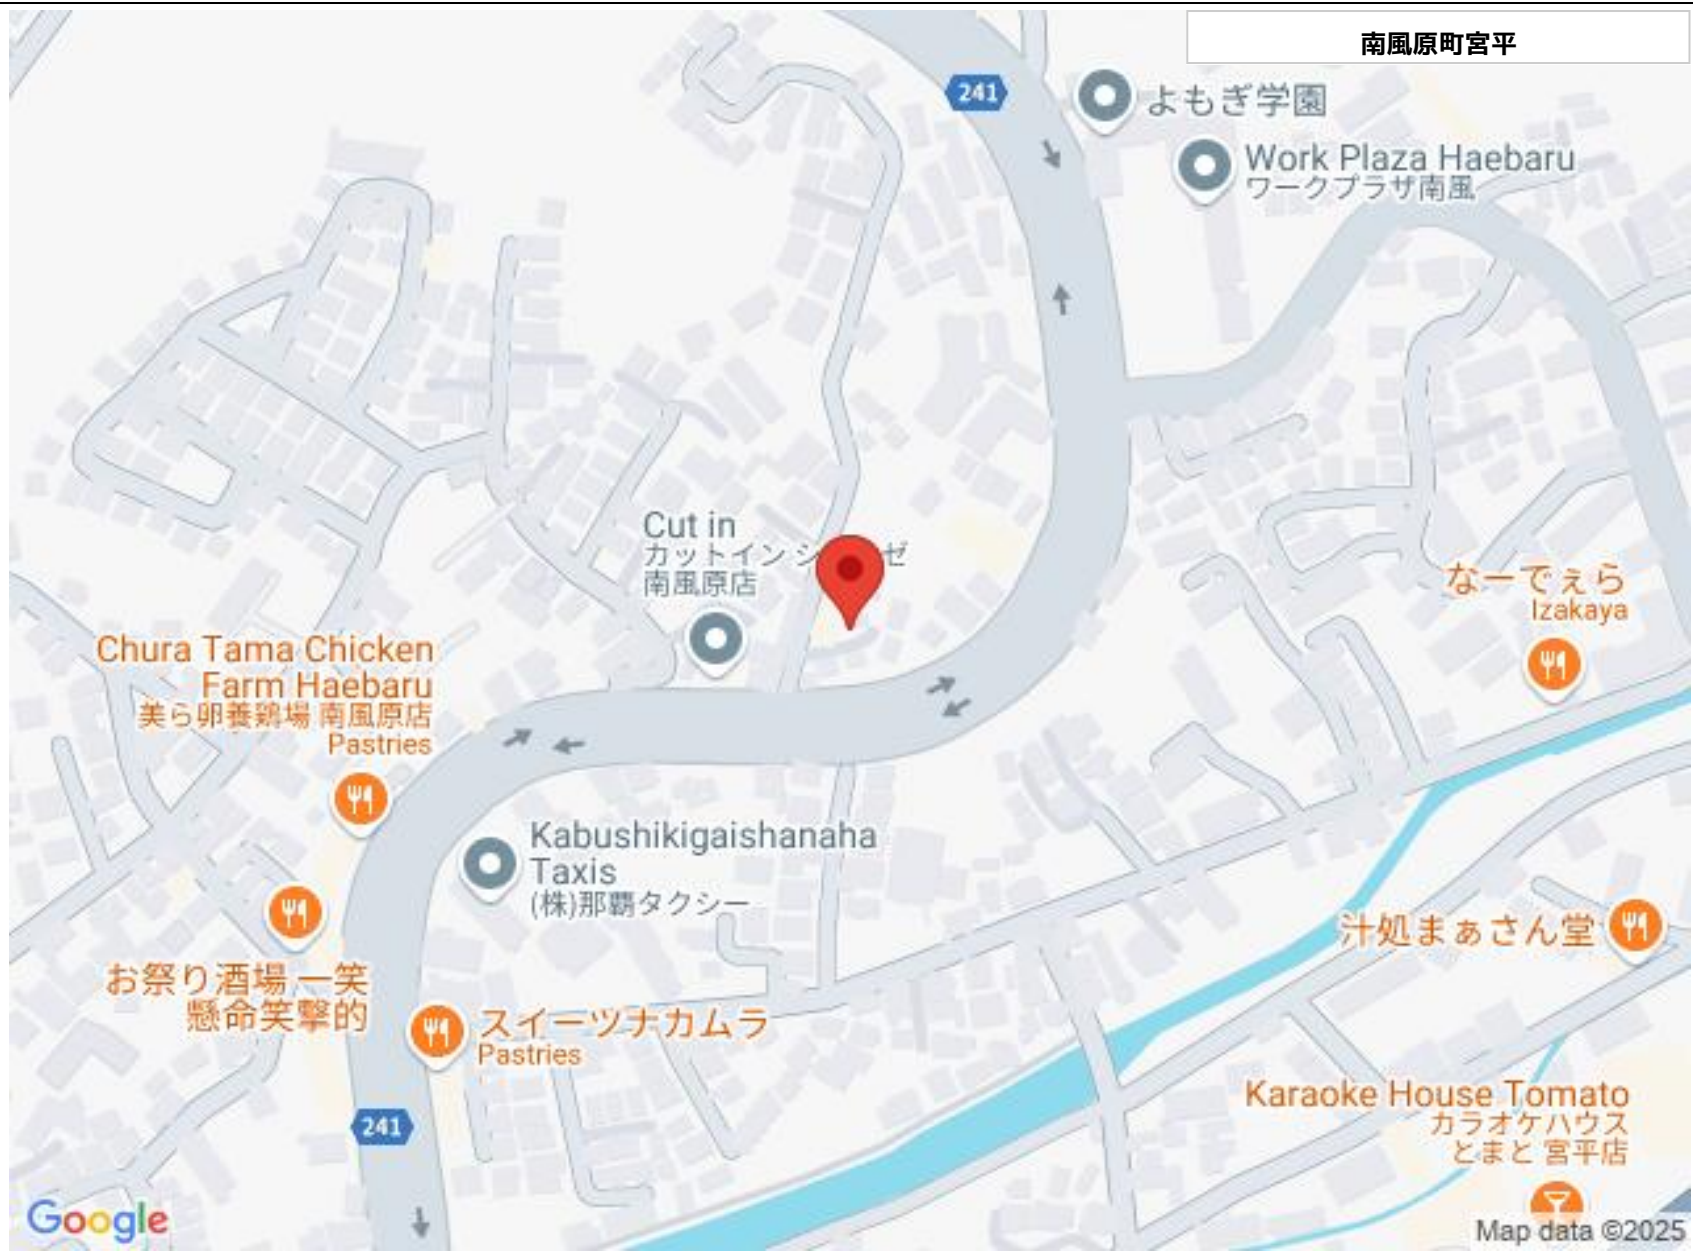 南風原町宮平
241
よもぎ学園
Work Plaza Haebaru
ワークプラザ南風
Cut in
カットイン シ
ゼ
南風原店
なーでぇら
Izakaya
Chura Tama Chicken
Farm Haebaru
美ら卵養鶏場 南風原店
Pastries
Kabushikigaishanaha
Taxis
(株)那覇タクシー
汁処まぁさん堂
お祭り酒場 一笑
懸命笑撃的
スイーツナカムラ
Pastries
Karaoke House Tomato
カラオケハウス
とまと 宮平店
241
Google
Map data ©2025